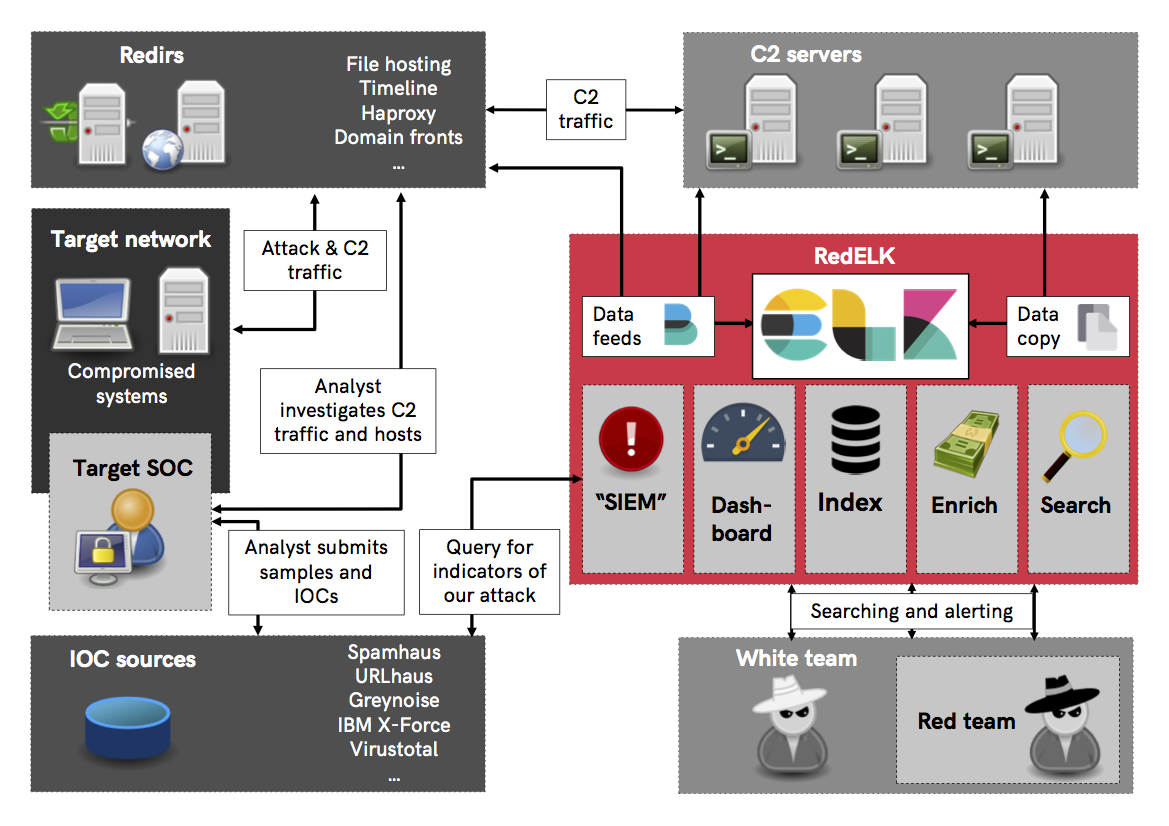 Redirs
File hosting
Timeline
Haproxy
Domain fronts
...
C2
traffic
C2 servers
>_
>_
>_
Target network
Compromised
systems
Attack & C2
traffic
Analyst
investigates C2
traffic and hosts
Target SOC
Analyst submits
samples and
IOCs
Query for
indicators of
our attack
RedELK
Data
feeds
ELK
Data
copy
!
“SIEM”
Dash-
board
Index
Enrich
Search
Searching and alerting
IOC sources
Spamhaus
URLhaus
Greynoise
IBM X-Force
Virustotal
...
White team
Red team